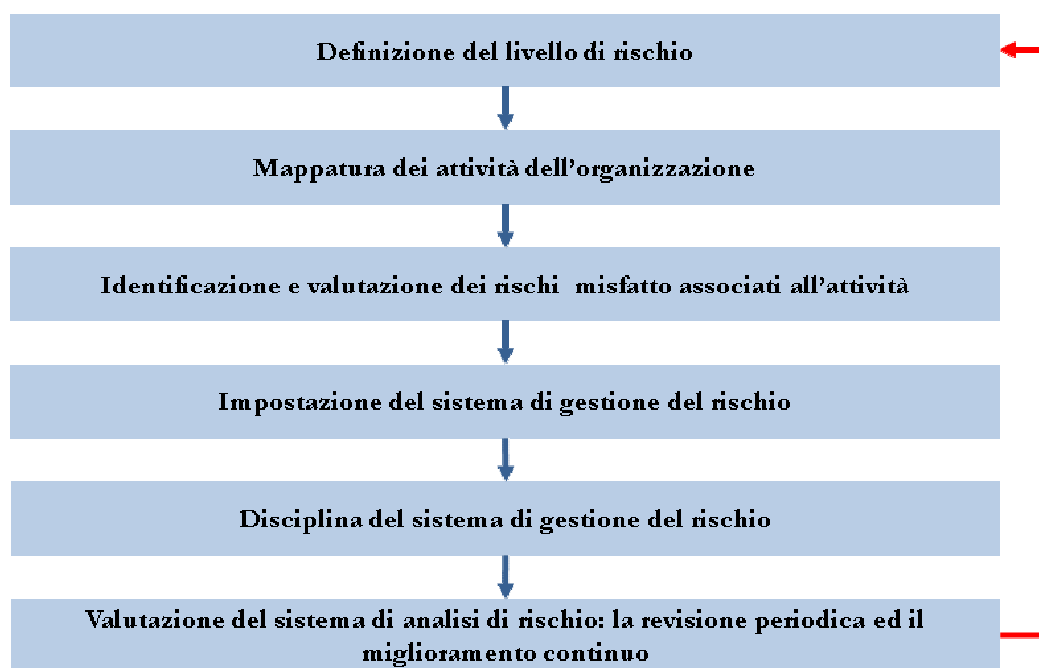 Definizione del livello di rischio
Mappatura dei attività dell'organizzazione
Identificazione e valutazione dei rischi  misfatto associati all'attività
Impostazione del sistema di gestione del rischio
Disciplina del sistema di gestione del rischio
Valutazione del sistema di analisi di rischio: la revisione periodica ed il
miglioramento continuo